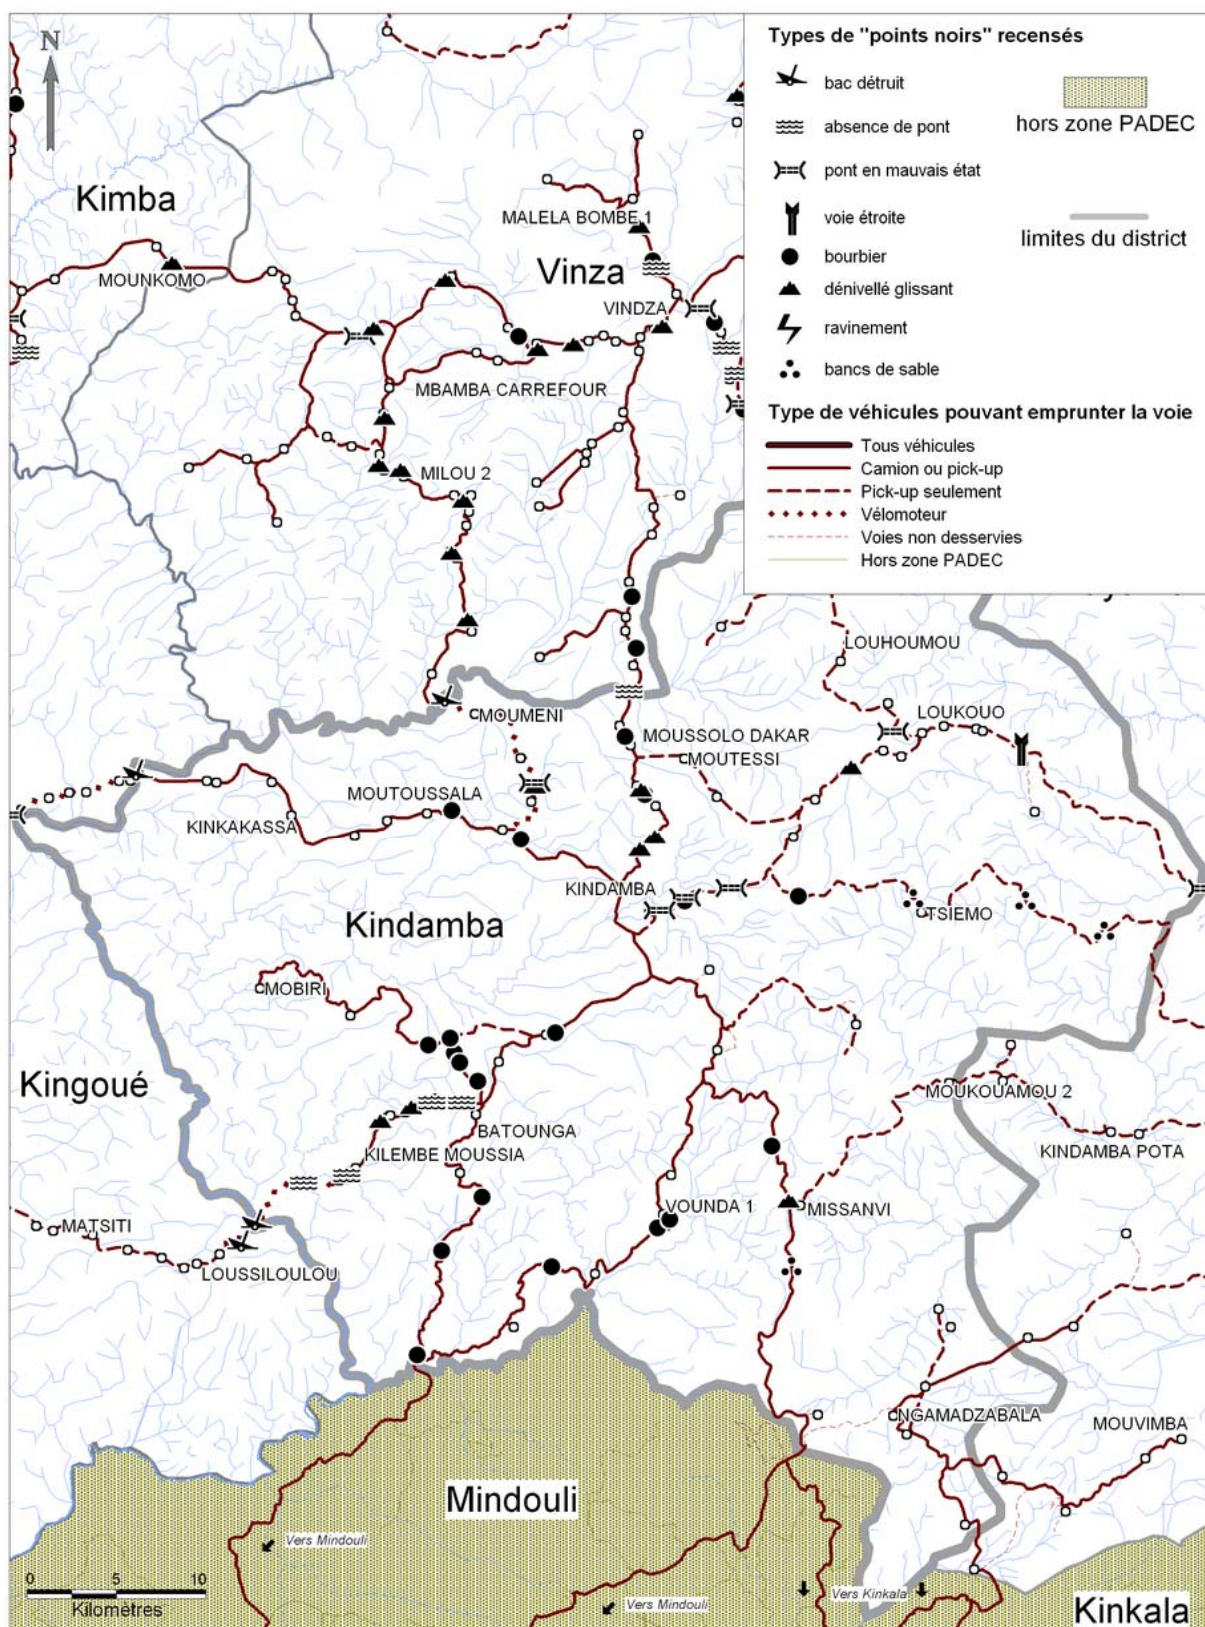 N
Types de "points noirs" recensés
bac détruit
absence de pont
pont en mauvais état
voie étroite
bourbier
dénivellé glissant
ravinement
bancs de sable
hors zone PADEC
limites du district
Type de véhicules pouvant emprunter la voie
Tous véhicules
Camion ou pick-up
Pick-up seulement
Vélomoteur
Voies non desservies
Hors zone PADEC
Kimba
MALELA BOMBE 1
Vinza
MOUNKOMO
VINDZA
MBAMBA CARREFOUR
MILOU 2
LOUHOUMOU
MOUMENI
LOUKOUO
MOUSSOLO DAKAR
MOUTESSI
MOUTOUSSALA
KINKAKASSA
KINDAMBA
TSIEMO
Kindamba
MOBIRI
Kingoué
MOUKOUAMOU 2
BATOUNGA
KINDAMBA POTA
KILEMBE MOUSSIA
VOUNDA 1
MISSANVI
MATSITI
LOUSSILOULOU
NGAMADZABALA
MOUVIMBA
Mindouli
Vers Mindouli
Vers Kinkala
Vers Mindouli
0 5 10
Kilomètres
Kinkala